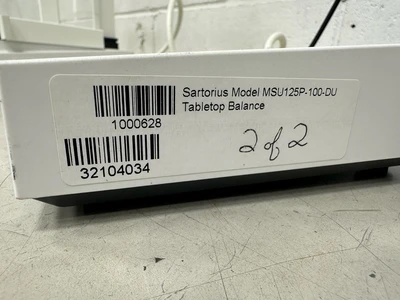 Sartorius Model MSU125P-100-DU
Tabletop Balance
1000628
2 of 2
32104034